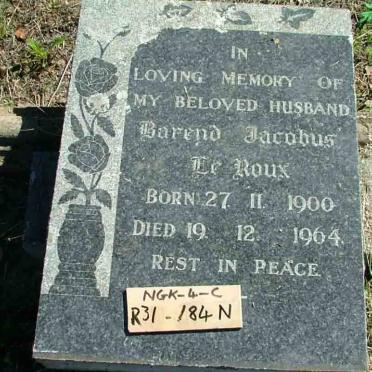 IN
LOVING MEMORY OF
MY BELOVED HUSBAND
Barend Jacobus
Le Roux
BORN 27 11 1900
DIED 19 12 1964
REST IN PEACE
NGK-4-C
R31-184N